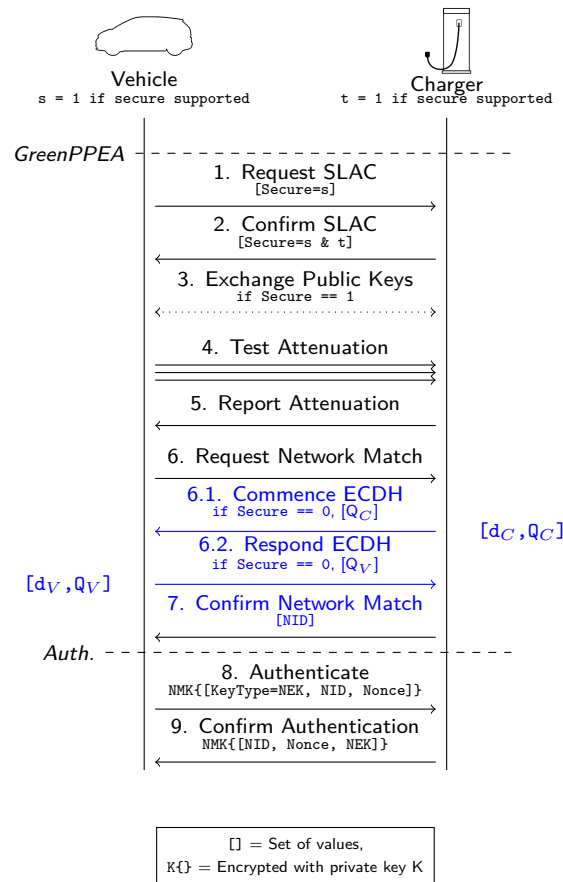 Vehicle
s = 1 if secure supported
Charger
t = 1 if secure supported
GreenPPEA
1. Request SLAC
[Secure=s]
2. Confirm SLAC
[Secure=s & t]
3. Exchange Public Keys
if Secure == 1
4. Test Attenuation
5. Report Attenuation
6. Request Network Match
6.1. Commence ECDH
if Secure == 0, [Q_C]
[d_C,Q_C]
6.2. Respond ECDH
if Secure == 0, [Q_V]
[d_V,Q_V]
7. Confirm Network Match
[NID]
Auth.
8. Authenticate
NMK{[KeyType=NEK, NID, Nonce]}
9. Confirm Authentication
NMK{[NID, Nonce, NEK]}
[] = Set of values,
K{} = Encrypted with private key K